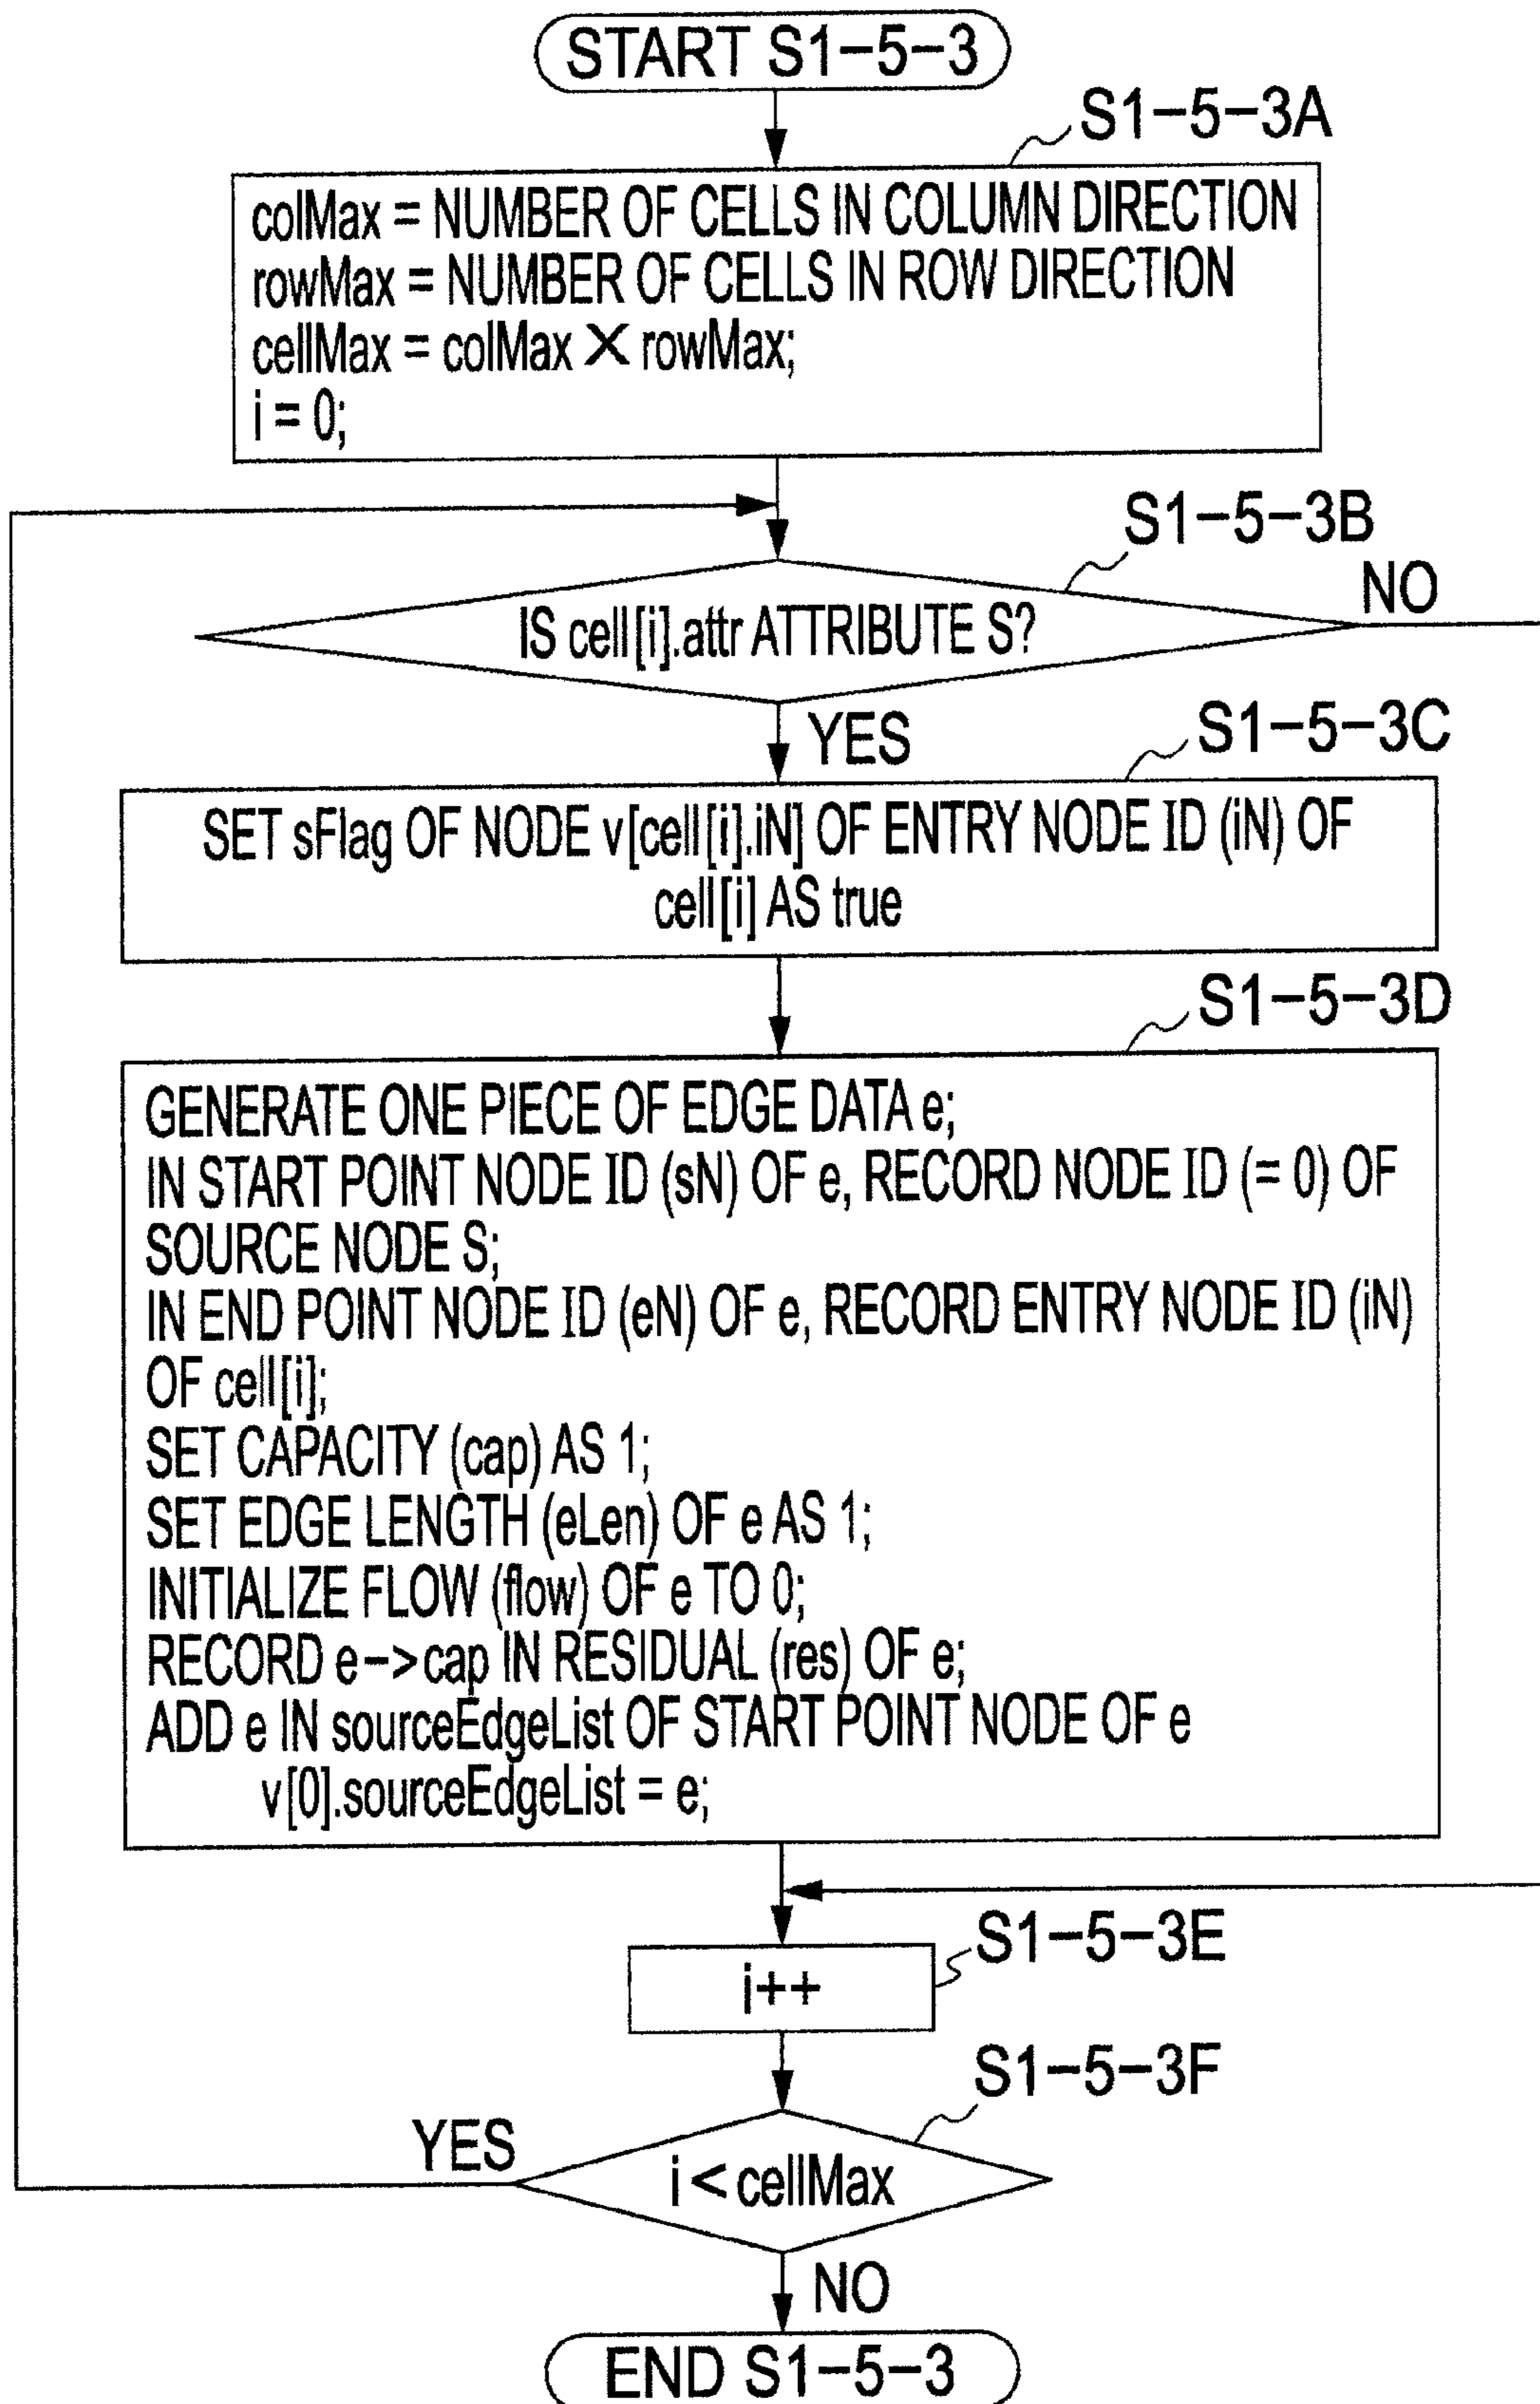 START S1-5-3
S1-5-3A
colMax = NUMBER OF CELLS IN COLUMN DIRECTION
rowMax = NUMBER OF CELLS IN ROW DIRECTION
cellMax = colMax X rowMax;
i = 0;
S1-5-3B
IS cell[i].attr ATTRIBUTE S?
NO
YES
S1-5-3C
SET sFlag OF NODE v[cell[i].iN] OF ENTRY NODE ID (iN) OF
cell[i] AS true
S1-5-3D
GENERATE ONE PIECE OF EDGE DATA e;
IN START POINT NODE ID (sN) OF e, RECORD NODE ID (= 0) OF
SOURCE NODE S;
IN END POINT NODE ID (eN) OF e, RECORD ENTRY NODE ID (iN)
OF cell[i];
SET CAPACITY (cap) AS 1;
SET EDGE LENGTH (eLen) OF e AS 1;
INITIALIZE FLOW (flow) OF e TO 0;
RECORD e->cap IN RESIDUAL (res) OF e;
ADD e IN sourceEdgeList OF START POINT NODE OF e
v[0].sourceEdgeList = e;
S1-5-3E
i++
S1-5-3F
YES
i < cellMax
NO
END S1-5-3